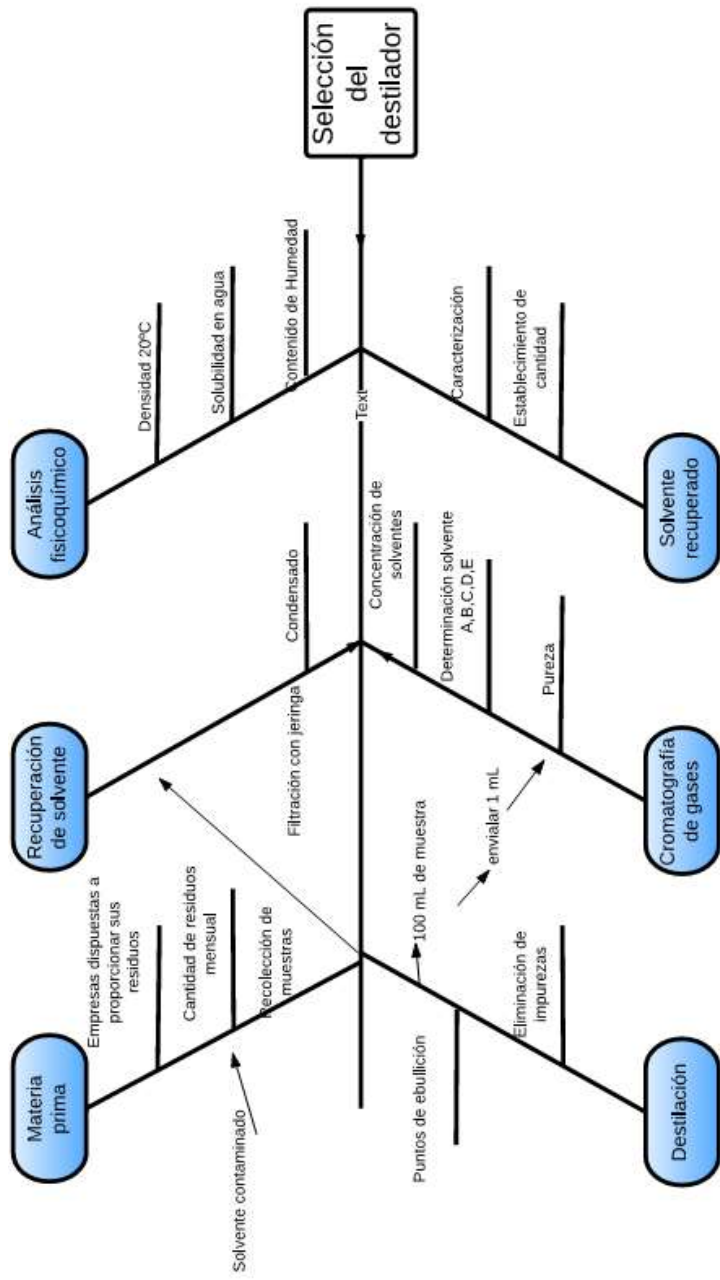 Materia
prima
Recuperación
de solvente
Análisis
fisicoquímico
Empresas dispuestas a
proporcionar sus
residuos
Cantidad de residuos
mensual
Recolección de
muestras
Solvente contaminado
Condensado
Filtración con jeringa
Densidad 20ºC
Solubilidad en agua
Contenido de Humedad
Text
Selección
del
destilador
Puntos de ebullición
100 mL de muestra
Eliminación de
impurezas
envialar 1 mL
Concentración de
solventes
Determinación solvente
A,B,C,D,E
Pureza
Caracterización
Establecimiento de
cantidad
Destilación
Cromatografía
de gases
Solvente
recuperado